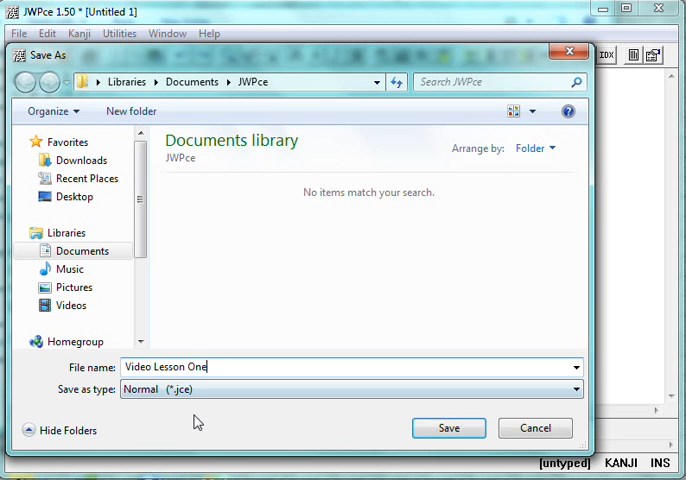 JWPce 1.50 * [Untitled 1]
File Edit Kanji Utilities Window Help
Save As
Libraries Documents JWPce Search JWPce
Organize New folder
IDX
Favorites
Downloads
Recent Places
Desktop
Libraries
Documents
Music
Pictures
Videos
Homegroup
Documents library
JWPce
Arrange by: Folder
No items match your search.
File name: Video Lesson One
Save as type: Normal (*.jce)
Hide Folders Save Cancel
[untyped] KANJI INS